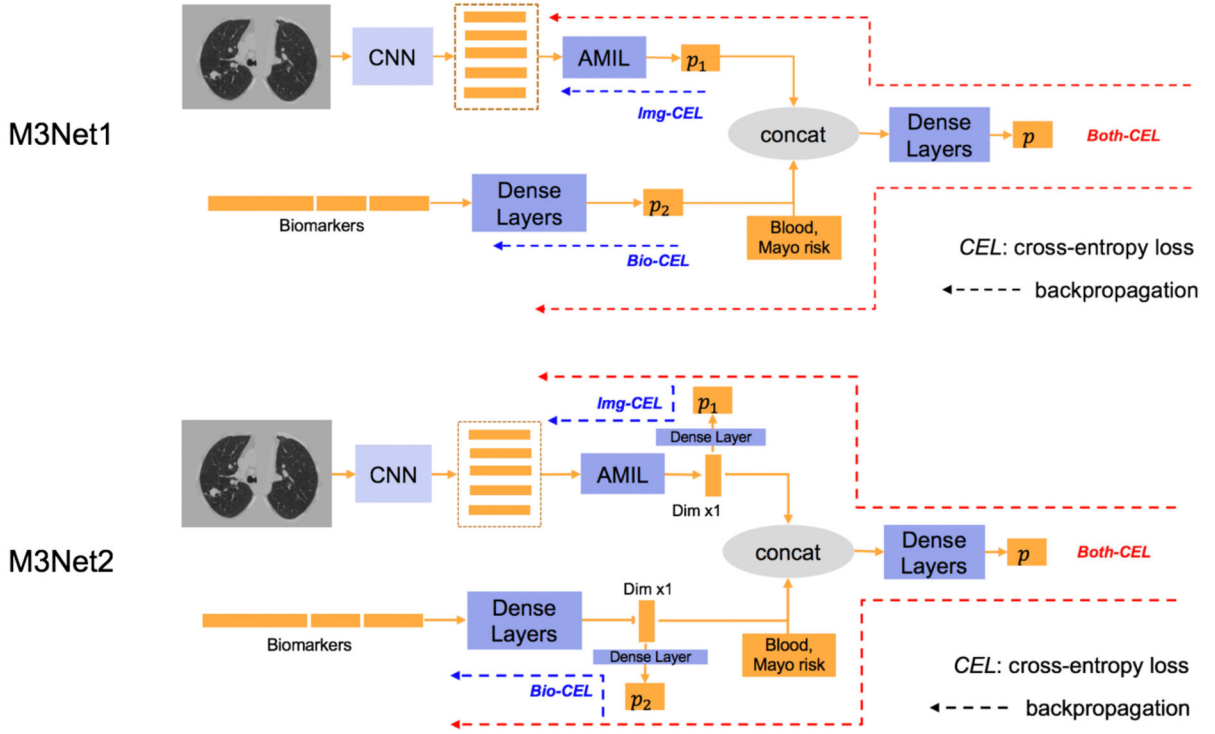 M3Net1
CNN
AMIL
p₁
Img-CEL
concat
Dense
Layers
p
Both-CEL
Biomarkers
Dense
Layers
p₂
Bio-CEL
Blood,
Mayo risk
CEL: cross-entropy loss
backpropagation
M3Net2
CNN
AMIL
Img-CEL
p₁
Dense Layer
Dim x1
concat
Dense
Layers
p
Both-CEL
Biomarkers
Dense
Layers
Dim x1
Dense Layer
p₂
Bio-CEL
Blood,
Mayo risk
CEL: cross-entropy loss
backpropagation